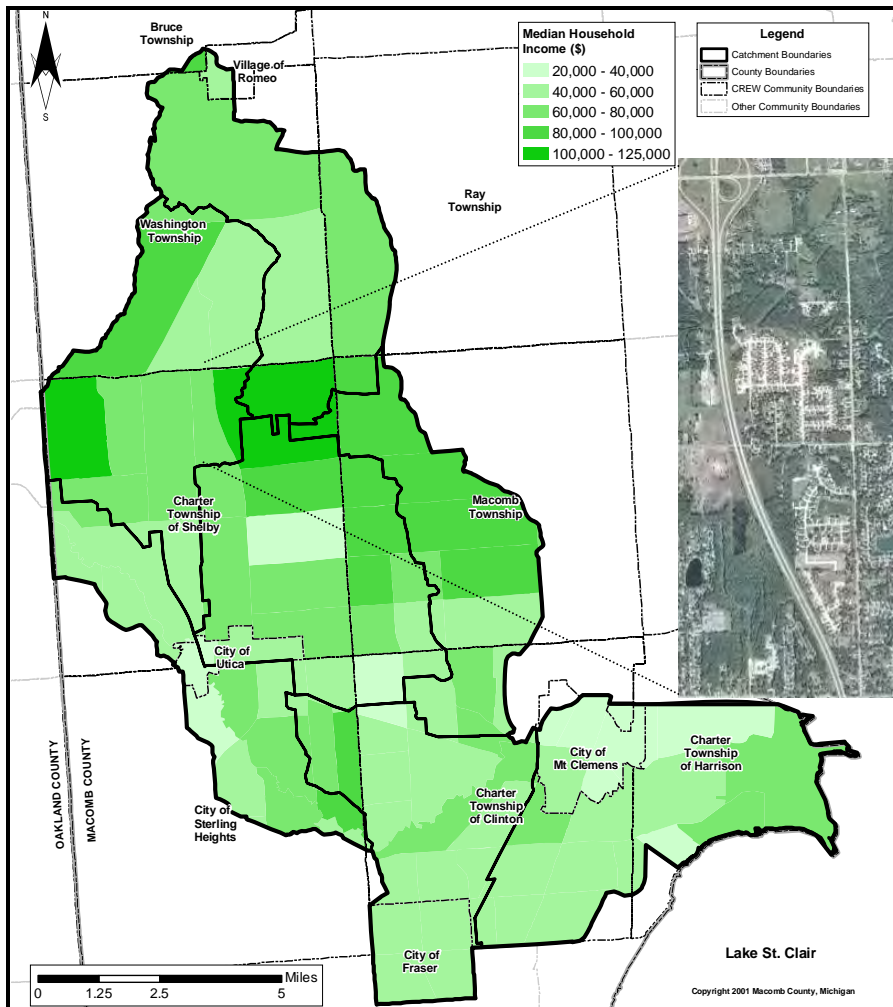 Bruce
Township
N
S
Village of
Romeo
Median Household
Income ($)
20,000 - 40,000
40,000 - 60,000
60,000 - 80,000
80,000 - 100,000
100,000 - 125,000
Legend
Catchment Boundaries
County Boundaries
CREW Community Boundaries
Other Community Boundaries
Ray
Township
Washington
Township
Charter
Township
of Shelby
Macomb
Township
City of
Utica
City of
Mt Clemens
Charter
Township
of Harrison
OAKLAND COUNTY
MACOMB COUNTY
City of
Sterling
Heights
Charter
Township
of Clinton
City of
Fraser
Lake St. Clair
Miles
0 1.25 2.5 5
Copyright 2001 Macomb County, Michigan